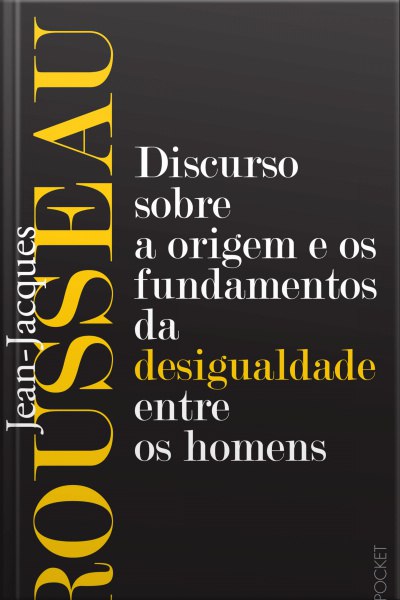 Jean-Jacques
ROUSSEAU
Discurso
sobre
a origem e os
fundamentos
da
desigualdade
entre
os homens
POCKET